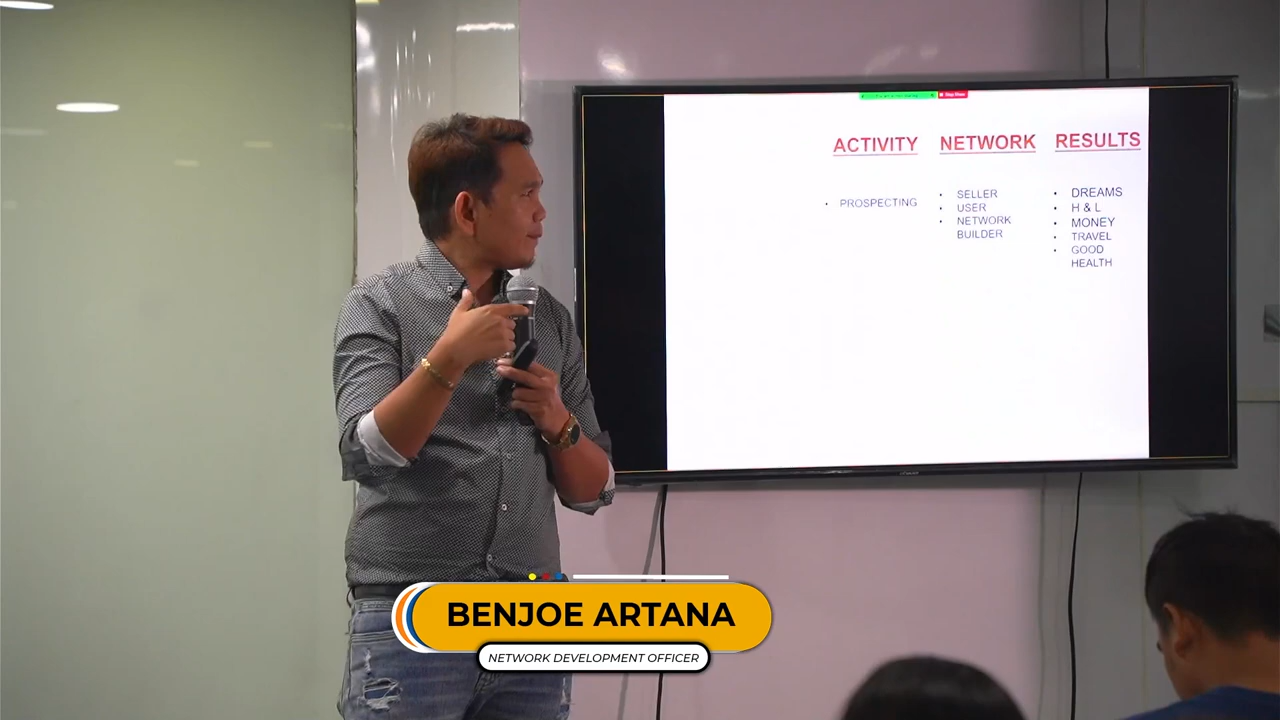 ACTIVITY
NETWORK
RESULTS
• PROSPECTING
• SELLER
• USER
• NETWORK
BUILDER
• DREAMS
• H & L
• MONEY
• TRAVEL
• GOOD
HEALTH
BENJOE ARTANA
NETWORK DEVELOPMENT OFFICER